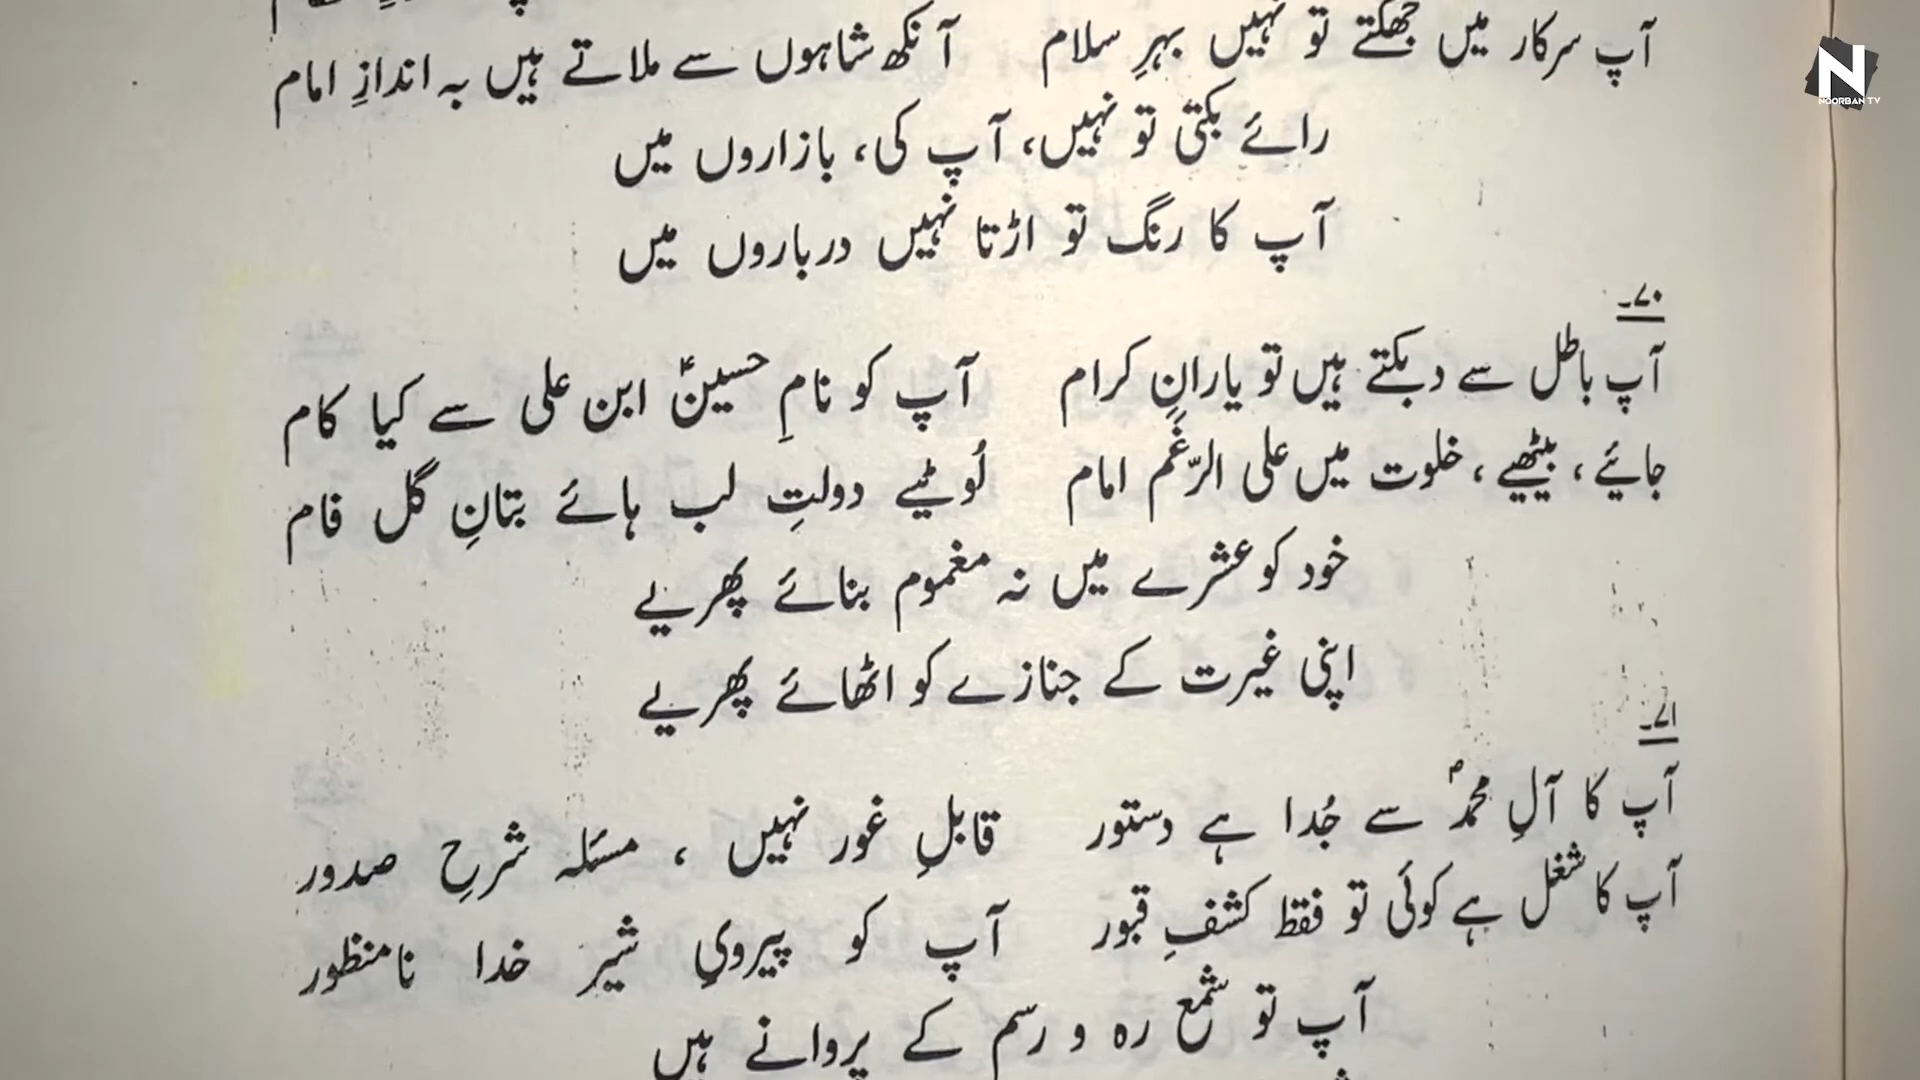 آپ سرکار میں جھکتے تو نہیں بہرِ سلام آنکھ شاہوں سے ملاتے ہیں بہ اندازِ امام
رائے بکتی تو نہیں، آپ کی، بازاروں میں
آپ کا رنگ تو اڑتا نہیں درباروں میں
۷۰۔
آپ باطل سے دبکتے ہیں تو یارانِ کرام آپ کو نامِ حسینؑ ابن علی سے کیا کام
جائیے، بیٹھیے، خلوت میں علی الرّغمِ امام لُوٹیے دولتِ لب ہائے بتانِ گل فام
خود کو عشرے میں نہ مغموم بنائے پھریے
اپنی غیرت کے جنازے کو اٹھائے پھریے
۷۱۔
آپ کا آلِ محمدؐ سے جُدا ہے دستور قابلِ غور نہیں، مسئلہ شرحِ صدور
آپ کا شغل ہے کوئی تو فقط کشفِ قبور آپ کو پیرویِ شیر خدا نامنظور
آپ تو شمع رہ و رسم کے پروانے ہیں
NOORBAN TV